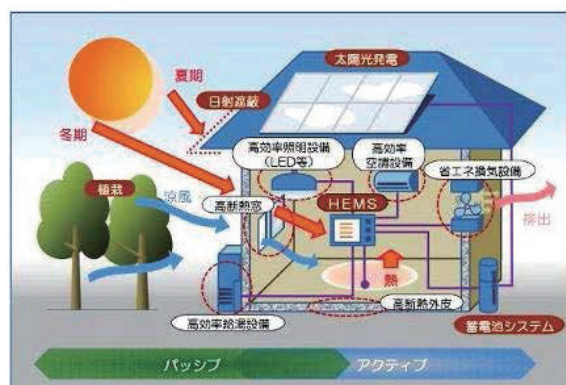 太陽光発電
夏期
日射遮蔽
冬期
高効率照明設備
(LED等)
高効率
空調設備
省エネ換気設備
植栽
涼風
高断熱窓
HEMS
排出
熱
高断熱外皮
高効率給湯設備
蓄電池システム
パッシブ
アクティブ